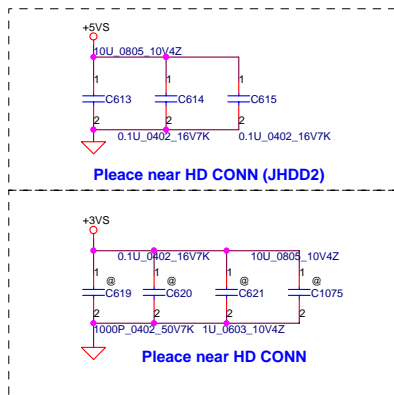 +5VS
10U_0805_10V4Z
1 1 1
C613 C614 C615
2 2 2
0.1U_0402_16V7K 0.1U_0402_16V7K
Pleace near HD CONN (JHDD2)
+3VS
0.1U_0402_16V7K 10U_0805_10V4Z
1 1 1 1
@ @ @ @
C619 C620 C621 C1075
2 2 2 2
1000P_0402_50V7K 1U_0603_10V4Z
Pleace near HD CONN